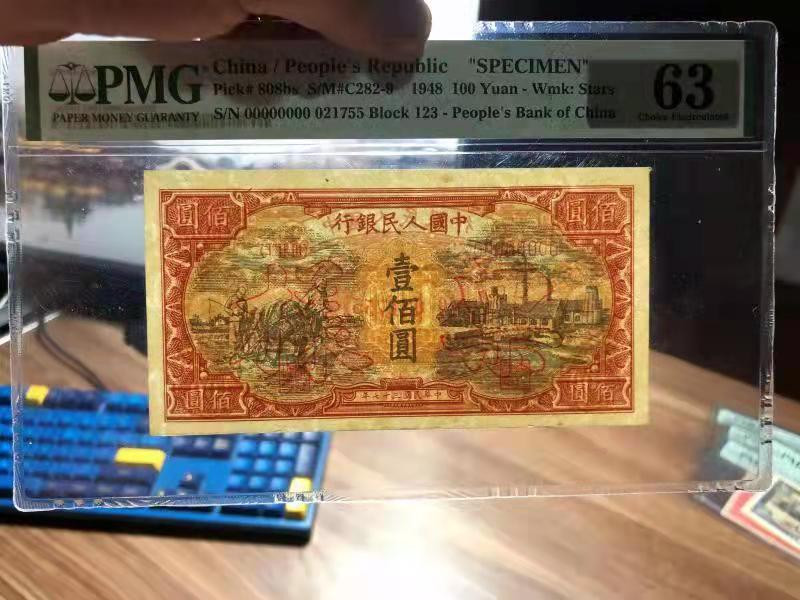 PMG
PAPER MONEY GUARANTY
China / People's Republic "SPECIMEN"
Pick# 808bs S/M#C282-9 1948 100 Yuan - Wmk: Stars
S/N 00000000 021755 Block 123 - People's Bank of China
63
Choice Uncirculated
圓佰
行銀民人國中
圓佰
壹佰圓
圓佰
年七十三國民華中
圓佰